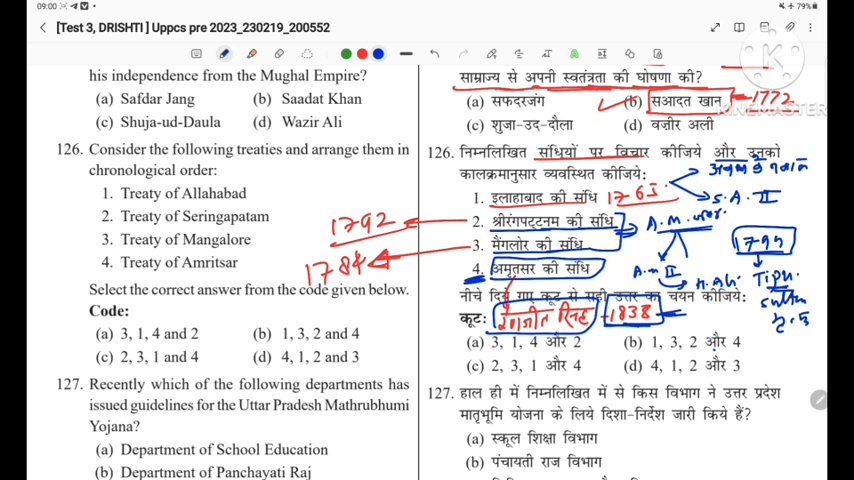 09:00
79%
[Test 3, DRISHTI ] Uppcs pre 2023_230219_200552
his independence from the Mughal Empire?
(a) Safdar Jang (b) Saadat Khan
(c) Shuja-ud-Daula (d) Wazir Ali
126. Consider the following treaties and arrange them in
chronological order:
1. Treaty of Allahabad
2. Treaty of Seringapatam
3. Treaty of Mangalore
4. Treaty of Amritsar
Select the correct answer from the code given below.
Code:
(a) 3, 1, 4 and 2 (b) 1, 3, 2 and 4
(c) 2, 3, 1 and 4 (d) 4, 1, 2 and 3
127. Recently which of the following departments has
issued guidelines for the Uttar Pradesh Mathrubhumi
Yojana?
(a) Department of School Education
(b) Department of Panchayati Raj
1792
1784
साम्राज्य से अपनी स्वतंत्रता की घोषणा की?
(a) सफदरजंग (b) सआदत खान 1772
(c) शुजा-उद-दौला (d) वज़ीर अली
126. निम्नलिखित संधियों पर विचार कीजिये और उनको
कालक्रमानुसार व्यवस्थित कीजिये:
1. इलाहाबाद की संधि 1765
S.A. II
2. श्रीरंगपट्टनम की संधि
3. मैंगलोर की संधि
4. अमृतसर की संधि
A.M.
1799
A.M II
Tipu
नीचे दिये गए कूट से सही उत्तर का चयन कीजिये:
कूट: रणजीत सिंह 1838
(a) 3, 1, 4 और 2 (b) 1, 3, 2 और 4
(c) 2, 3, 1 और 4 (d) 4, 1, 2 और 3
127. हाल ही में निम्नलिखित में से किस विभाग ने उत्तर प्रदेश
मातृभूमि योजना के लिये दिशा-निर्देश जारी किये हैं?
(a) स्कूल शिक्षा विभाग
(b) पंचायती राज विभाग
K
KINEMASTER